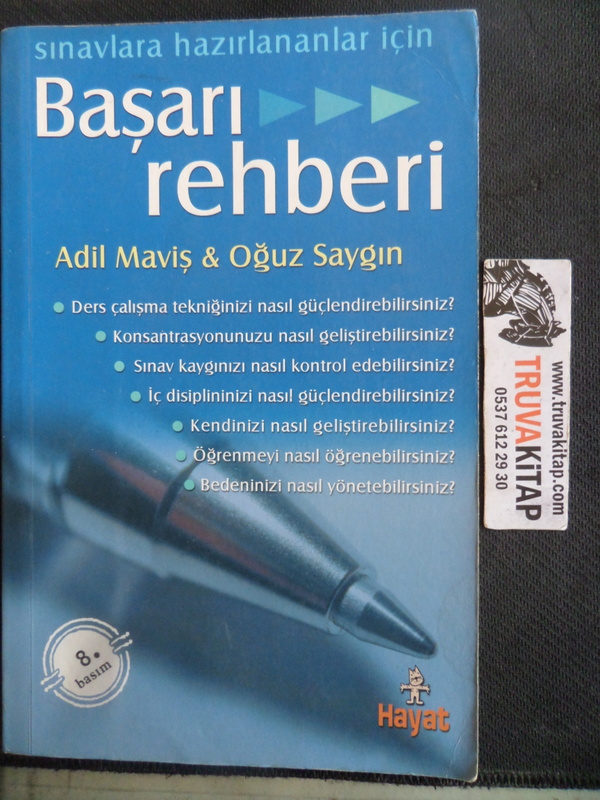 sınavlara hazırlananlar için
Başarı
rehberi
Adil Maviş & Oğuz Saygın
Ders çalışma tekniğinizi nasıl güçlendirebilirsiniz?
Konsantrasyonunuzu nasıl geliştirebilirsiniz?
Sınav kaygınızı nasıl kontrol edebilirsiniz?
İç disiplininizi nasıl güçlendirebilirsiniz?
Kendinizi nasıl geliştirebilirsiniz?
Öğrenmeyi nasıl öğrenebilirsiniz?
Bedeninizi nasıl yönetebilirsiniz?
8.
basım
Hayat
www.truvakitap.com
TRUVAKİTAP
0537 612 29 30